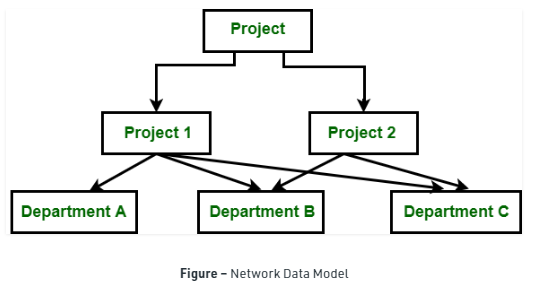 Project
Project 1
Project 2
Department A
Department B
Department C
Figure – Network Data Model